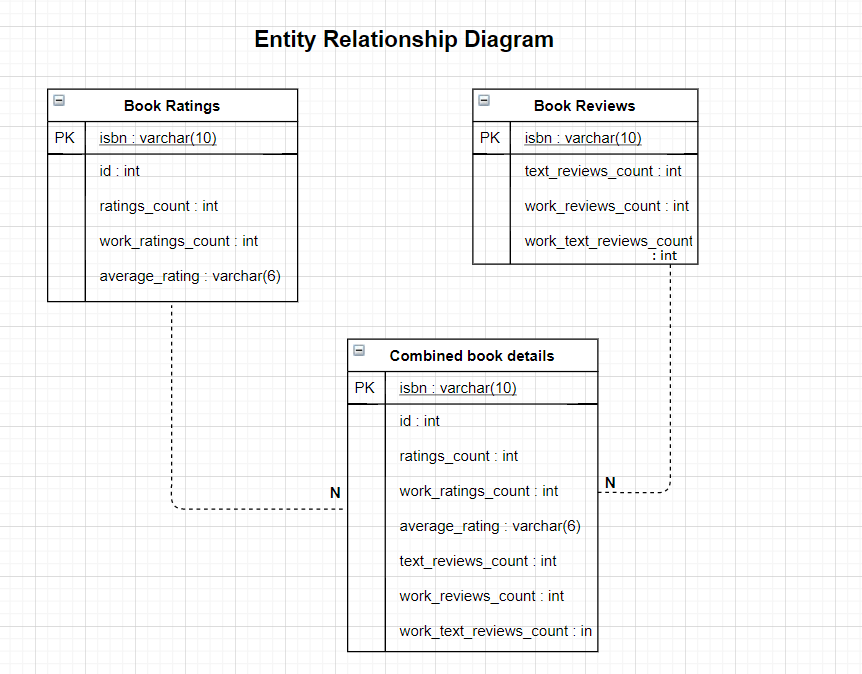 Entity Relationship Diagram
Book Ratings
PK isbn : varchar(10)
id : int
ratings_count : int
work_ratings_count : int
average_rating : varchar(6)
Book Reviews
PK isbn : varchar(10)
text_reviews_count : int
work_reviews_count : int
work_text_reviews_count
: int
Combined book details
PK isbn : varchar(10)
id : int
ratings_count : int
work_ratings_count : int
average_rating : varchar(6)
text_reviews_count : int
work_reviews_count : int
work_text_reviews_count : in
N
N